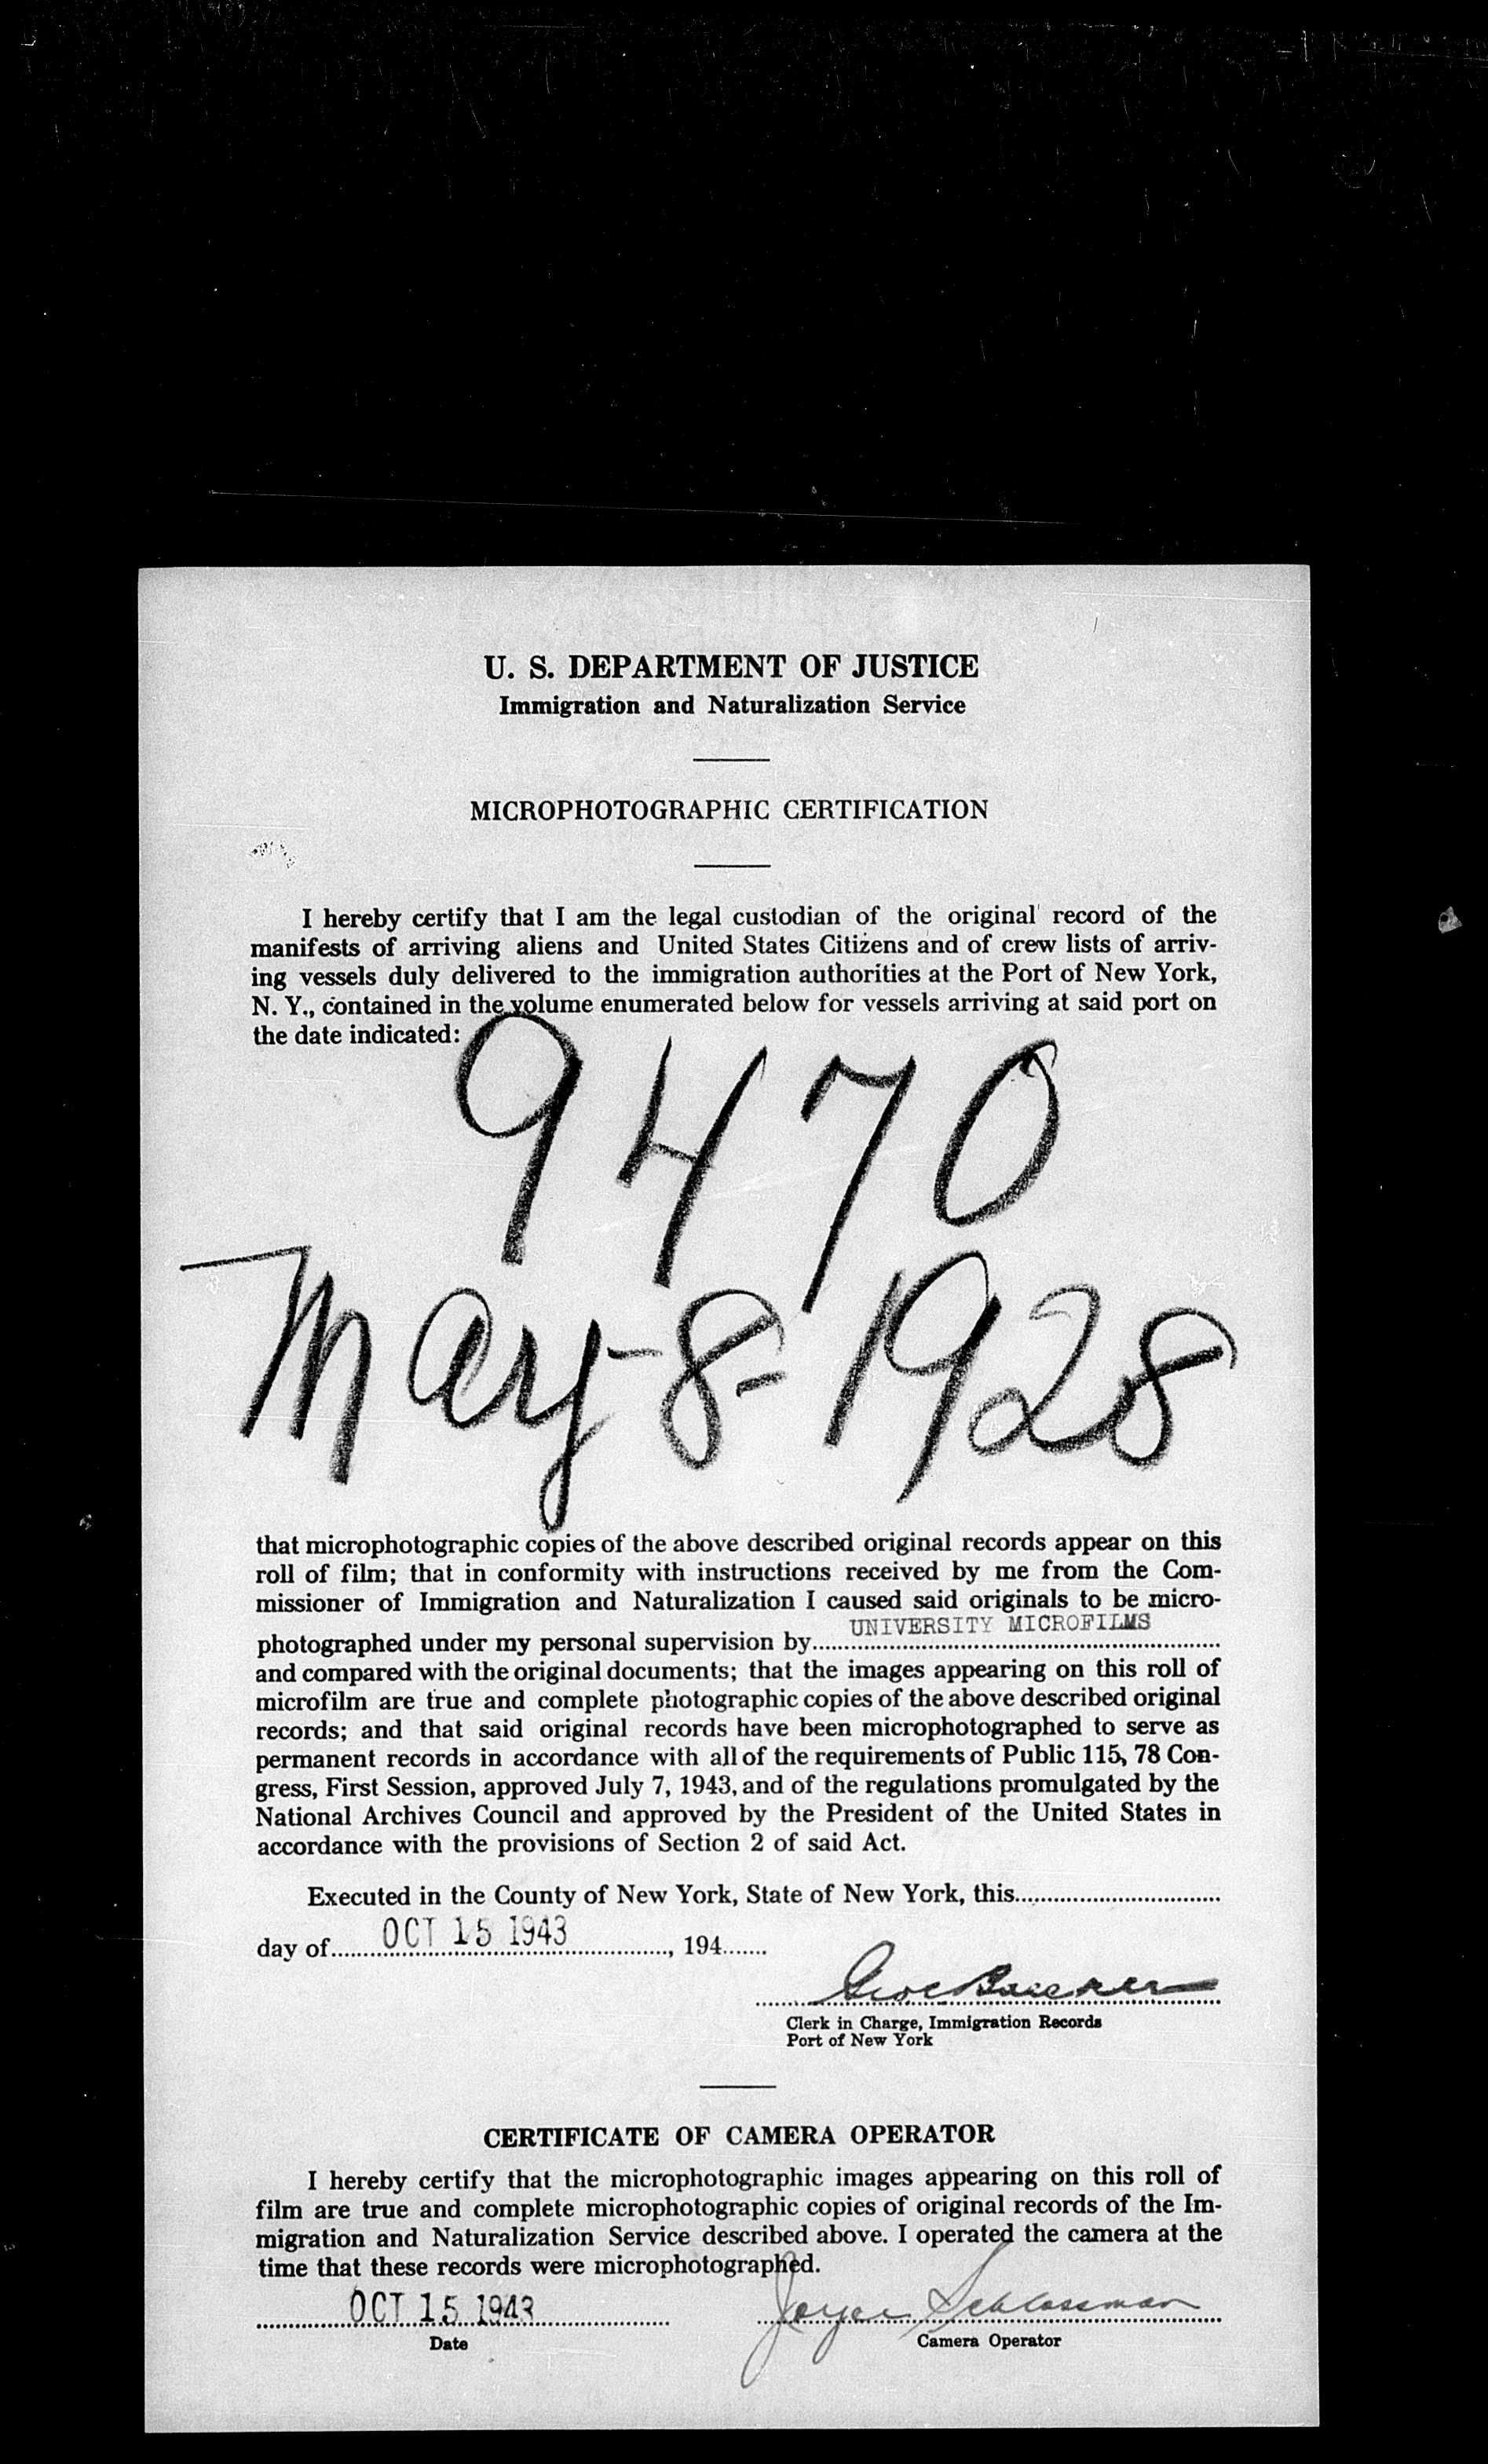 U. S. DEPARTMENT OF JUSTICE
Immigration and Naturalization Service
MICROPHOTOGRAPHIC CERTIFICATION
I hereby certify that I am the legal custodian of the original record of the
manifests of arriving aliens and United States Citizens and of crew lists of arriv-
ing vessels duly delivered to the immigration authorities at the Port of New York,
N. Y., contained in the volume enumerated below for vessels arriving at said port on
the date indicated:
9470
May-8-1928
that microphotographic copies of the above described original records appear on this
roll of film; that in conformity with instructions received by me from the Com-
missioner of Immigration and Naturalization I caused said originals to be micro-
photographed under my personal supervision by UNIVERSITY MICROFILMS
and compared with the original documents; that the images appearing on this roll of
microfilm are true and complete photographic copies of the above described original
records; and that said original records have been microphotographed to serve as
permanent records in accordance with all of the requirements of Public 115, 78 Con-
gress, First Session, approved July 7, 1943, and of the regulations promulgated by the
National Archives Council and approved by the President of the United States in
accordance with the provisions of Section 2 of said Act.
Executed in the County of New York, State of New York, this
day of OCT 15 1943, 194
Clerk in Charge, Immigration Records
Port of New York
CERTIFICATE OF CAMERA OPERATOR
I hereby certify that the microphotographic images appearing on this roll of
film are true and complete microphotographic copies of original records of the Im-
migration and Naturalization Service described above. I operated the camera at the
time that these records were microphotographed.
OCT 15 1943 Joyce Schlossman
Date Camera Operator